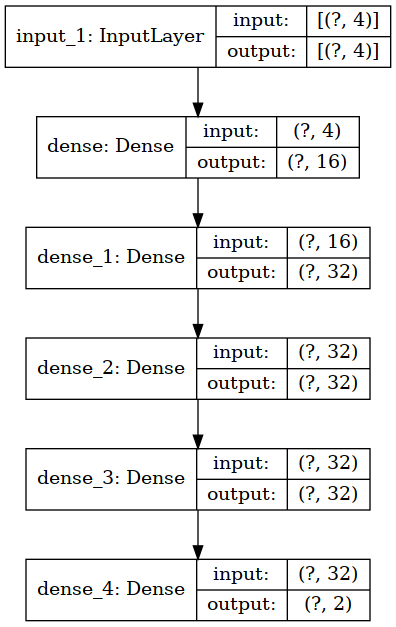 input_1: InputLayer
input: [(?, 4)]
output: [(?, 4)]
dense: Dense
input: (?, 4)
output: (?, 16)
dense_1: Dense
input: (?, 16)
output: (?, 32)
dense_2: Dense
input: (?, 32)
output: (?, 32)
dense_3: Dense
input: (?, 32)
output: (?, 32)
dense_4: Dense
input: (?, 32)
output: (?, 2)